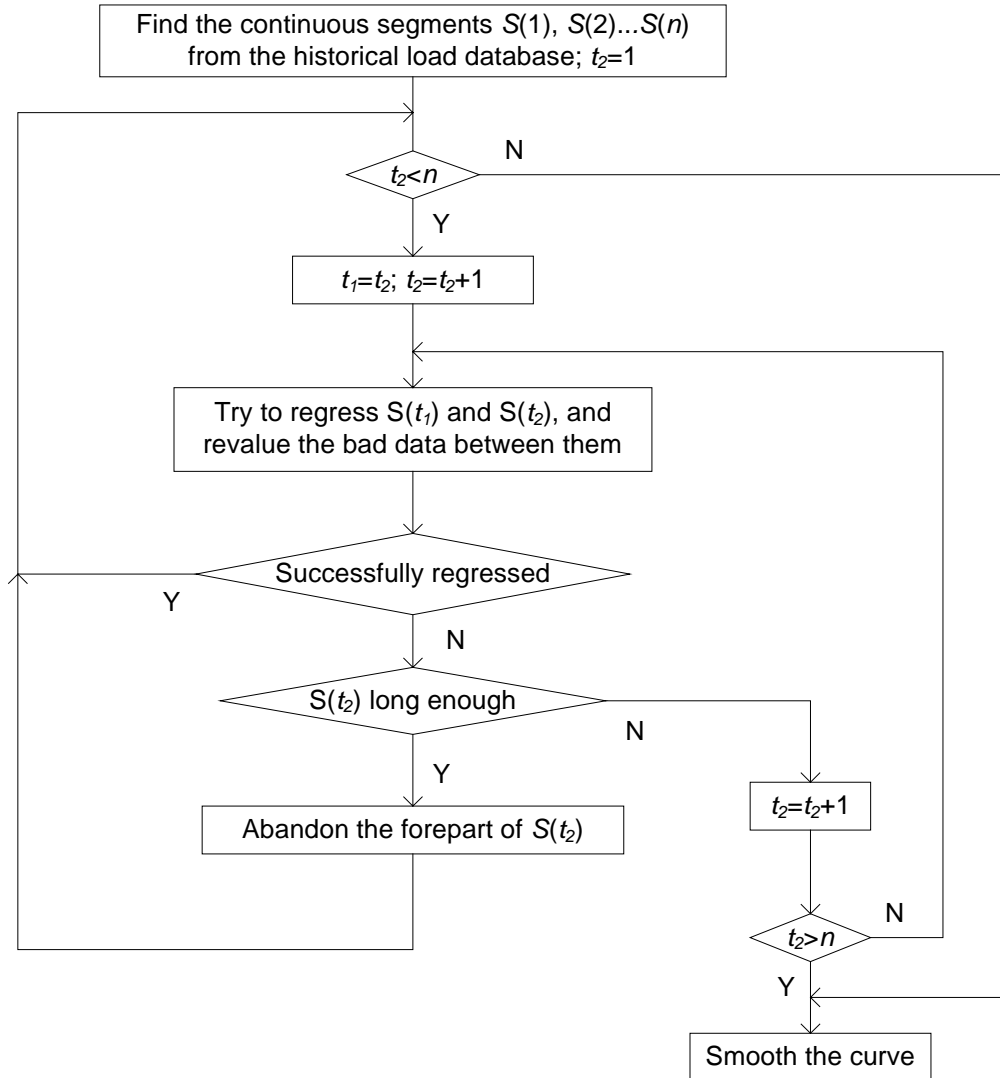 Find the continuous segments S(1), S(2)...S(n)
from the historical load database; t2=1
N
t2<n
Y
t1=t2; t2=t2+1
Try to regress S(t1) and S(t2), and
revalue the bad data between them
Successfully regressed
Y
N
S(t2) long enough
N
Y
t2=t2+1
Abandon the forepart of S(t2)
N
t2>n
Y
Smooth the curve